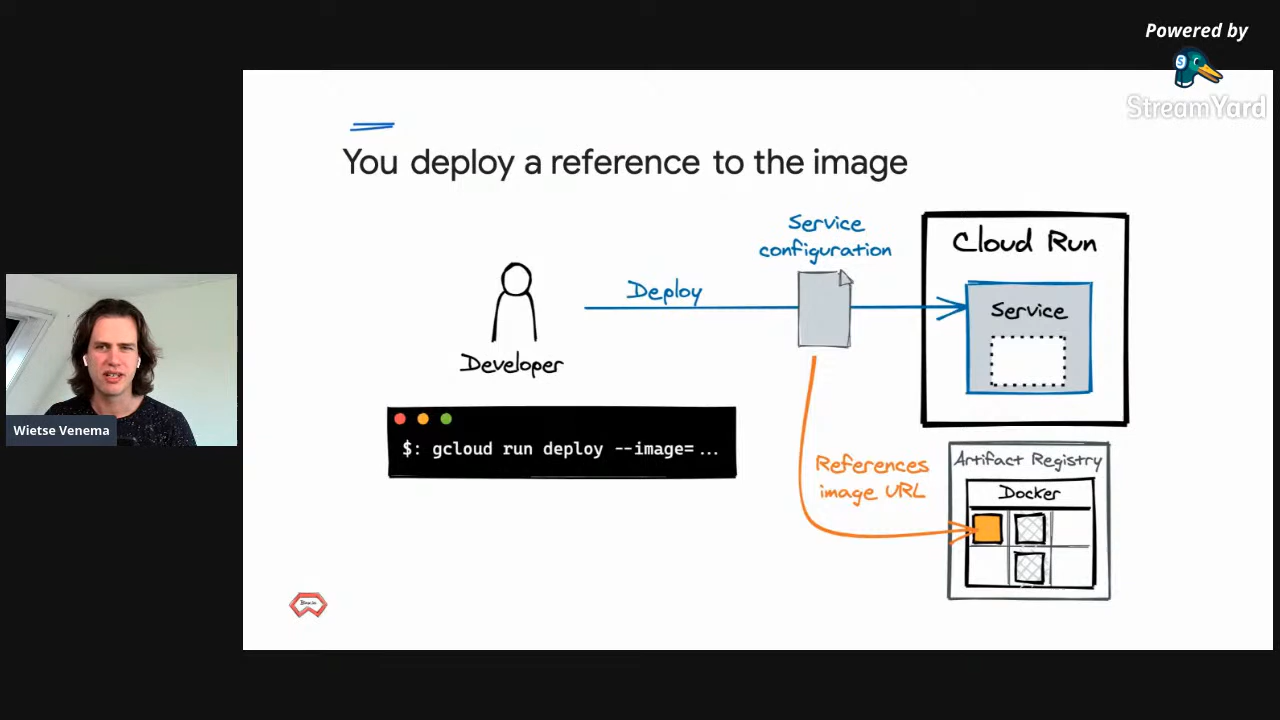 Powered by
StreamYard
You deploy a reference to the image
Service
configuration
Cloud Run
Deploy
Service
Developer
Wietse Venema
$: gcloud run deploy --image=...
References
image URL
Artifact Registry
Docker